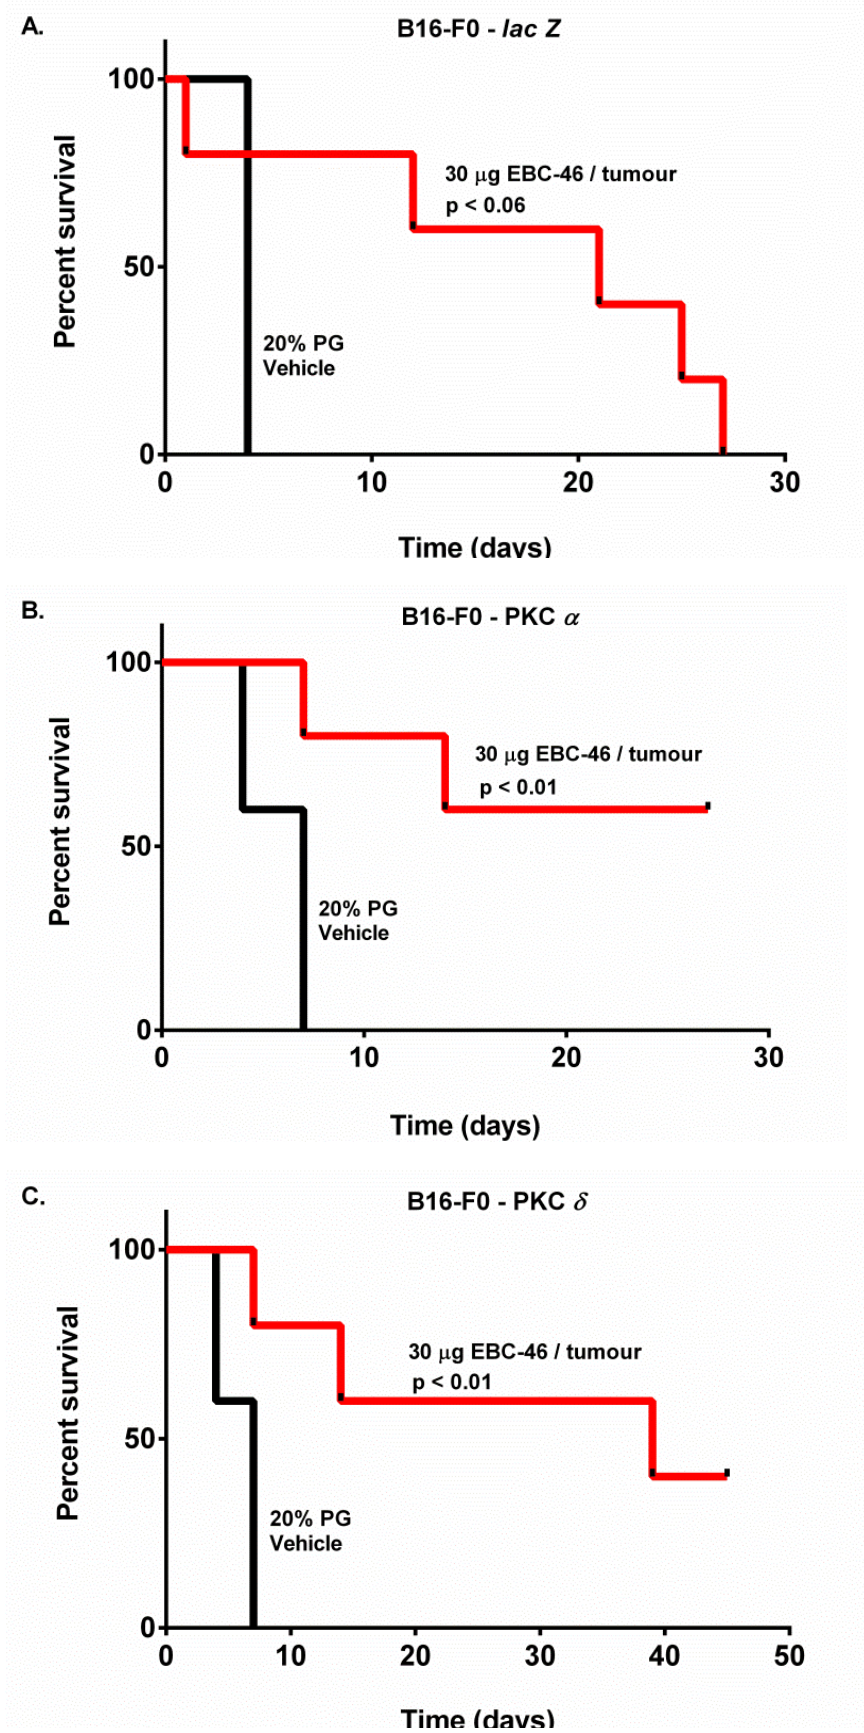 A.
B16-F0 - lac Z
Percent survival
100
50
0
30 µg EBC-46 / tumour
p < 0.06
20% PG
Vehicle
0 10 20 30
Time (days)
B.
B16-F0 - PKC α
Percent survival
100
50
0
30 µg EBC-46 / tumour
p < 0.01
20% PG
Vehicle
0 10 20 30
Time (days)
C.
B16-F0 - PKC δ
Percent survival
100
50
0
30 µg EBC-46 / tumour
p < 0.01
20% PG
Vehicle
0 10 20 30 40 50
Time (days)